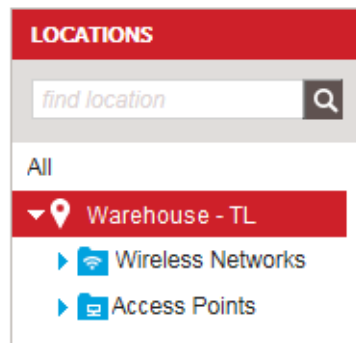 LOCATIONS
find location
All
Warehouse - TL
Wireless Networks
Access Points